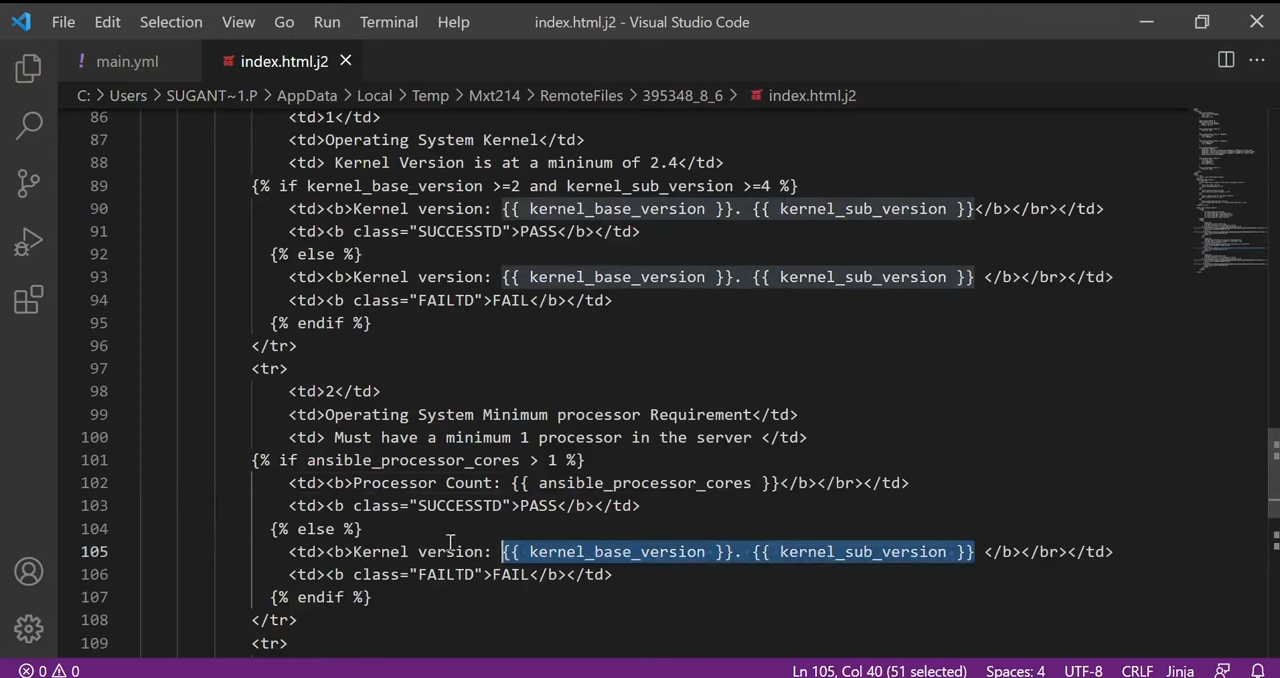 File Edit Selection View Go Run Terminal Help index.html.j2 - Visual Studio Code
! main.yml index.html.j2
C: > Users > SUGANT~1.P > AppData > Local > Temp > Mxt214 > RemoteFiles > 395348_8_6 > index.html.j2
86 <td>1</td>
87 <td>Operating System Kernel</td>
88 <td> Kernel Version is at a mininum of 2.4</td>
89 {% if kernel_base_version >=2 and kernel_sub_version >=4 %}
90 <td><b>Kernel version: {{ kernel_base_version }}. {{ kernel_sub_version }}</b></br></td>
91 <td><b class="SUCCESSTD">PASS</b></td>
92 {% else %}
93 <td><b>Kernel version: {{ kernel_base_version }}. {{ kernel_sub_version }} </b></br></td>
94 <td><b class="FAILTD">FAIL</b></td>
95 {% endif %}
96 </tr>
97 <tr>
98 <td>2</td>
99 <td>Operating System Minimum processor Requirement</td>
100 <td> Must have a minimum 1 processor in the server </td>
101 {% if ansible_processor_cores > 1 %}
102 <td><b>Processor Count: {{ ansible_processor_cores }}</b></br></td>
103 <td><b class="SUCCESSTD">PASS</b></td>
104 {% else %}
105 <td><b>Kernel version: {{ kernel_base_version }}. {{ kernel_sub_version }} </b></br></td>
106 <td><b class="FAILTD">FAIL</b></td>
107 {% endif %}
108 </tr>
109 <tr>
0 0 Ln 105, Col 40 (51 selected) Spaces: 4 UTF-8 CRLF Jinja